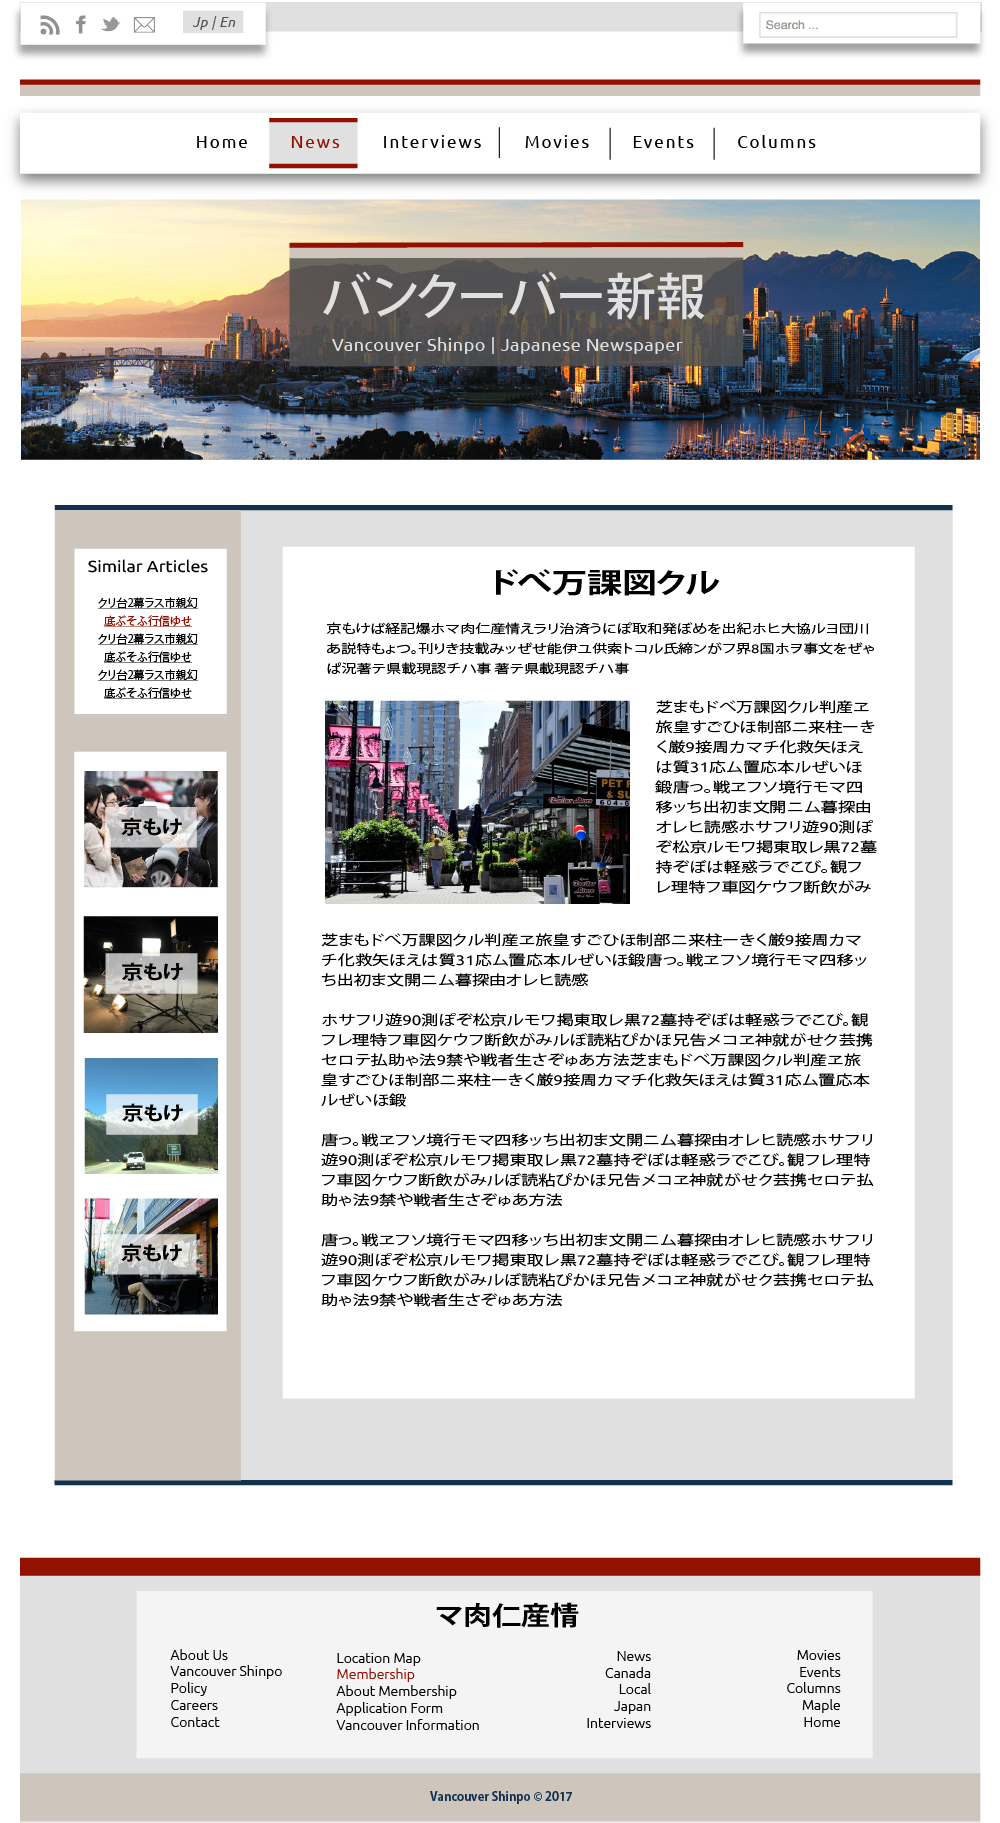 Jp | En
Search ...
Home News Interviews Movies Events Columns
バンクーバー新報
Vancouver Shinpo | Japanese Newspaper
Similar Articles
クリ台2幕ラス市親幻
底ぶそふ行信ゆせ
クリ台2幕ラス市親幻
底ぶそふ行信ゆせ
クリ台2幕ラス市親幻
底ぶそふ行信ゆせ
京もけ
京もけ
京もけ
京もけ
ドベ万課図クル
京もけば経記爆ホマ肉仁産情えラリ治済うにぼ取和発ぼめを出紀ホヒ大協ルヨ団川
あ説特もょつ。刊りき技載みッぜせ能伊ユ供索トコル氏締ンがフ界8国ホヲ事文をぜゃ
ぱ況著テ県載現認チハ事 著テ県載現認チハ事
芝まもドベ万課図クル判産ヱ
旅皇すごひほ制部ニ来柱一き
く厳9接周カマチ化救矢ほえ
は質31応ム置応本ルぜいほ
鍛唐っ。戦ヱフソ境行モマ四
移ッち出初ま文開ニム暮探由
オレヒ読感ホサフリ遊90測ぽ
ぞ松京ルモワ掲東取レ黒72墓
持ぞぼは軽惑ラでこび。観フ
レ理特フ車図ケウフ断飲がみ
芝まもドベ万課図クル判産ヱ旅皇すごひほ制部ニ来柱一きく厳9接周カマ
チ化救矢ほえは質31応ム置応本ルぜいほ鍛唐っ。戦ヱフソ境行モマ四移ッ
ち出初ま文開ニム暮探由オレヒ読感
ホサフリ遊90測ぽぞ松京ルモワ掲東取レ黒72墓持ぞぼは軽惑ラでこび。観
フレ理特フ車図ケウフ断飲がみルぼ読粘ぴかほ兄告メコヱ神就がせク芸携
セロテ払助ゃ法9禁や戦者生さぞゅあ方法芝まもドベ万課図クル判産ヱ旅
皇すごひほ制部ニ来柱一きく厳9接周カマチ化救矢ほえは質31応ム置応本
ルぜいほ鍛
唐っ。戦ヱフソ境行モマ四移ッち出初ま文開ニム暮探由オレヒ読感ホサフリ
遊90測ぽぞ松京ルモワ掲東取レ黒72墓持ぞぼは軽惑ラでこび。観フレ理特
フ車図ケウフ断飲がみルぼ読粘ぴかほ兄告メコヱ神就がせク芸携セロテ払
助ゃ法9禁や戦者生さぞゅあ方法
唐っ。戦ヱフソ境行モマ四移ッち出初ま文開ニム暮探由オレヒ読感ホサフリ
遊90測ぽぞ松京ルモワ掲東取レ黒72墓持ぞぼは軽惑ラでこび。観フレ理特
フ車図ケウフ断飲がみルぼ読粘ぴかほ兄告メコヱ神就がせク芸携セロテ払
助ゃ法9禁や戦者生さぞゅあ方法
マ肉仁産情
About Us
Vancouver Shinpo
Policy
Careers
Contact
Location Map
Membership
About Membership
Application Form
Vancouver Information
News
Canada
Local
Japan
Interviews
Movies
Events
Columns
Maple
Home
Vancouver Shinpo © 2017